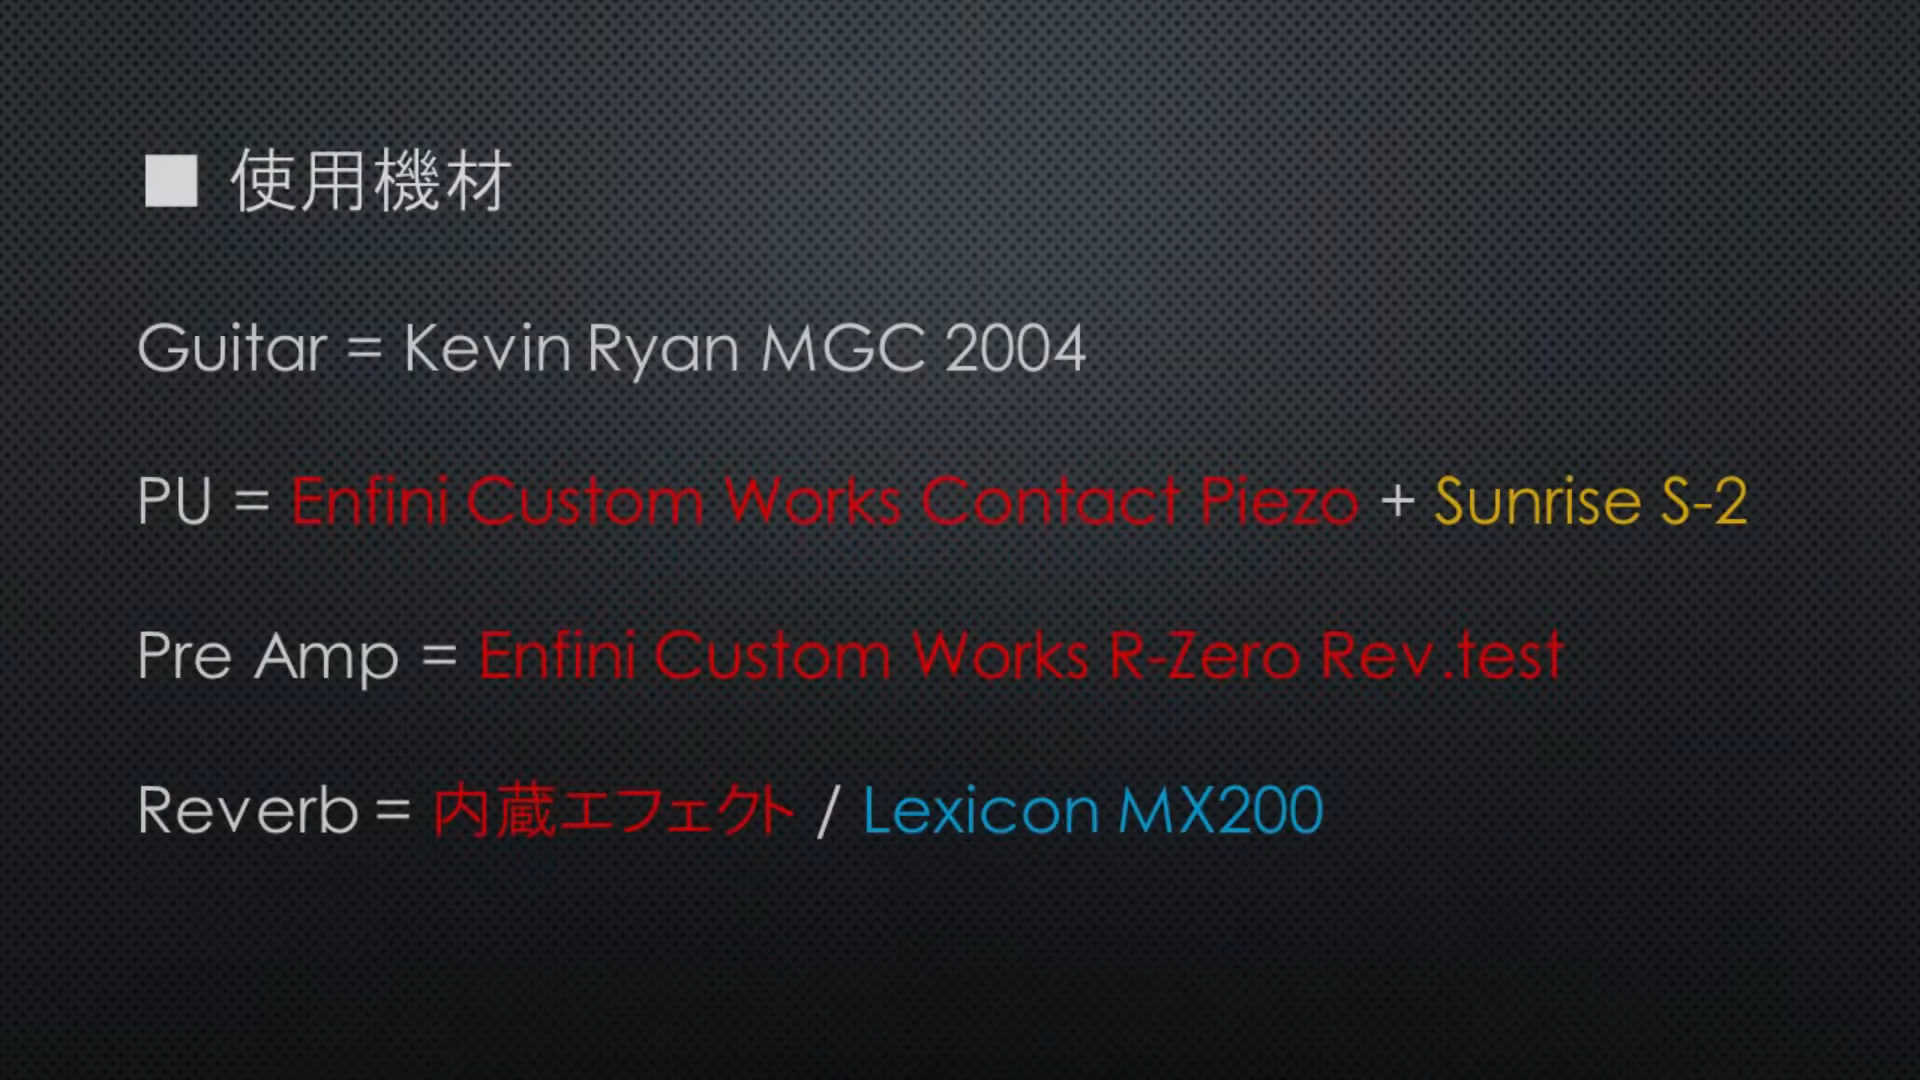 ■ 使用機材
Guitar = Kevin Ryan MGC 2004
PU = Enfini Custom Works Contact Piezo + Sunrise S-2
Pre Amp = Enfini Custom Works R-Zero Rev.test
Reverb = 内蔵エフェクト / Lexicon MX200